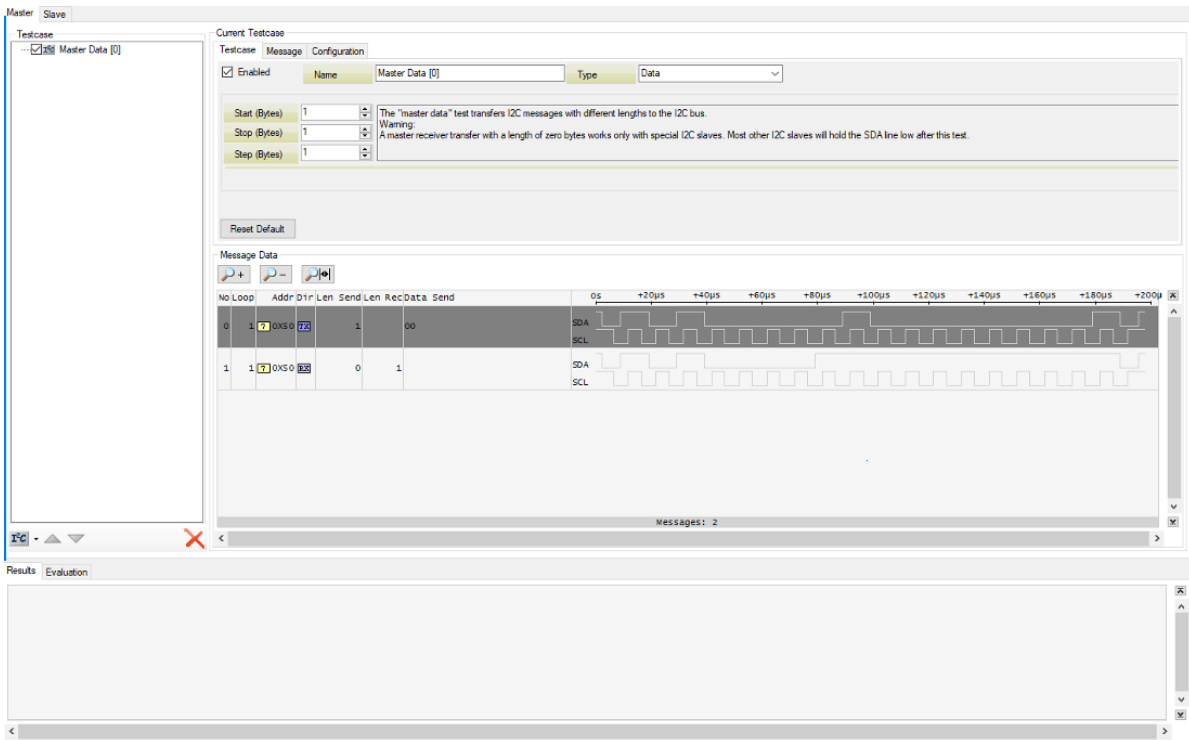 Master Slave
Testcase
I²C Master Data [0]
Current Testcase
Testcase Message Configuration
Enabled Name Master Data [0] Type Data
Start (Bytes) 1
Stop (Bytes) 1
Step (Bytes) 1
The "master data" test transfers I2C messages with different lengths to the I2C bus.
Warning:
A master receiver transfer with a length of zero bytes works only with special I2C slaves. Most other I2C slaves will hold the SDA line low after this test.
Reset Default
Message Data
+ -
No Loop Addr Dir Len Send Len Rec Data Send 0s +20µs +40µs +60µs +80µs +100µs +120µs +140µs +160µs +180µs +200µ
0 1 7 0X50 TX 1 00 SDA
SCL
1 1 7 0X50 RX 0 1 SDA
SCL
Messages: 2
I²C
Results Evaluation